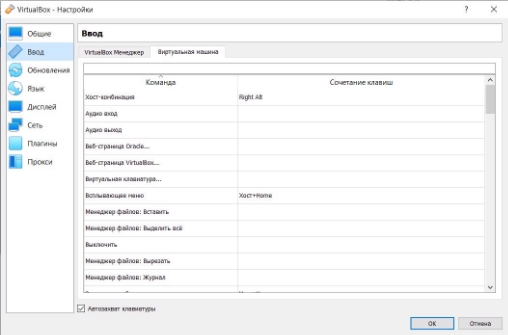 VirtualBox - Настройки
Общие
Ввод
Обновления
Язык
Дисплей
Сеть
Плагины
Прокси
Ввод
VirtualBox Менеджер
Виртуальная машина
Команда Сочетание клавиш
Хост-комбинация Right Alt
Аудио вход
Аудио выход
Веб-страница Oracle...
Веб-страница VirtualBox...
Виртуальная клавиатура...
Всплывающее меню Хост+Home
Менеджер файлов: Вставить
Менеджер файлов: Выделить всё
Выключить
Менеджер файлов: Вырезать
Менеджер файлов: Журнал
Автозахват клавиатуры
OK Отмена